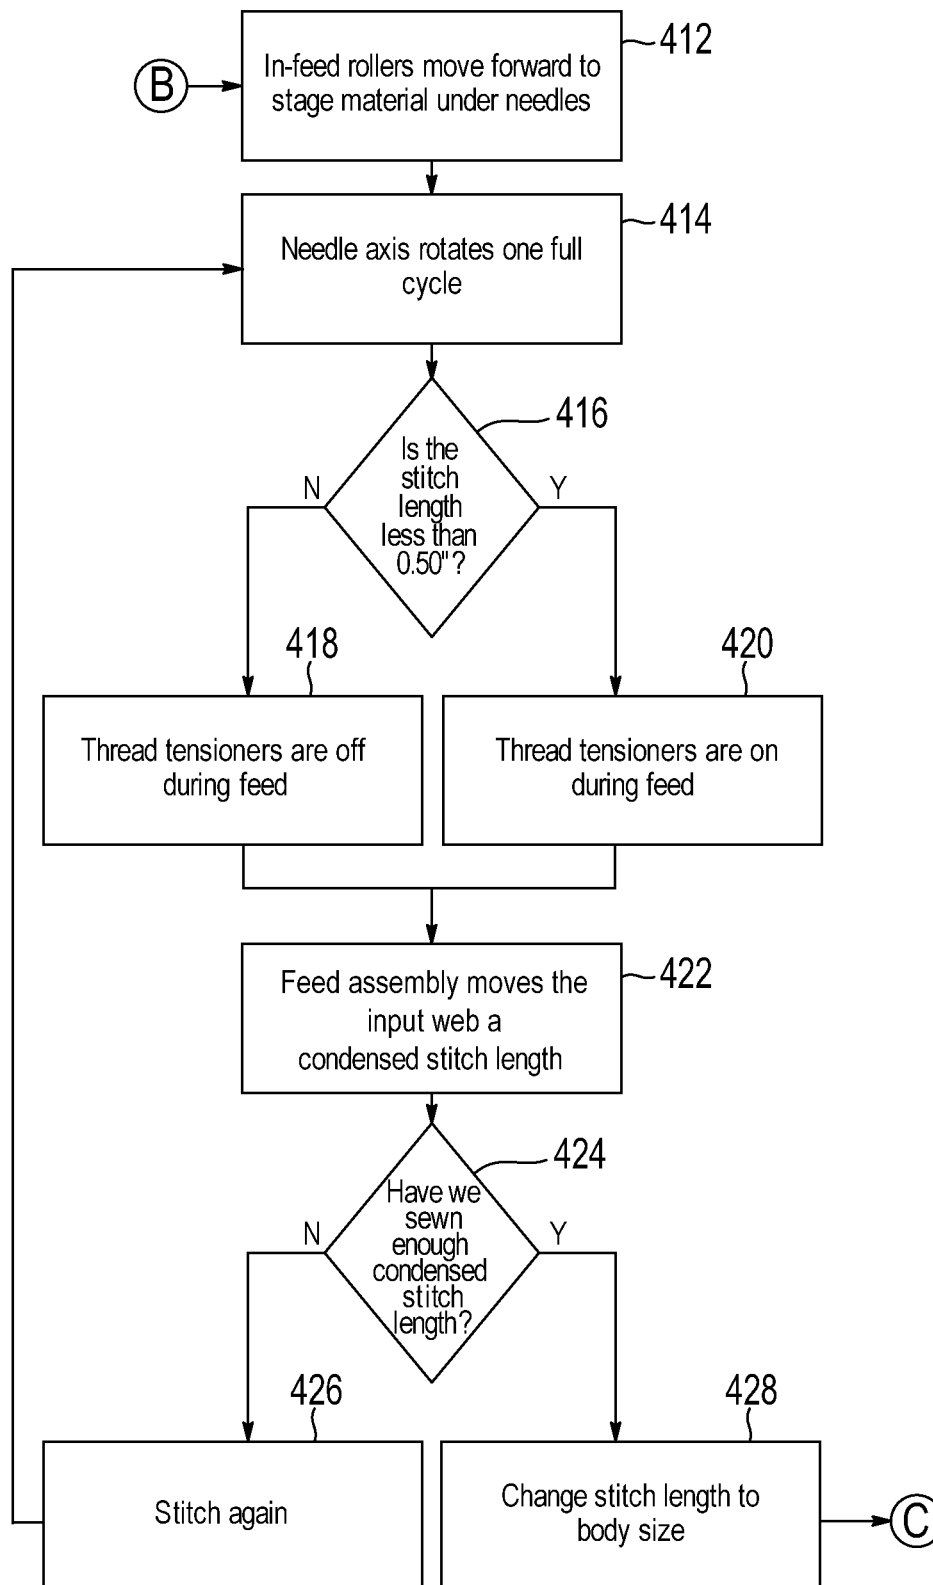 In-feed rollers move forward to
stage material under needles
412
B
Needle axis rotates one full
cycle
414
Is the
stitch
length
less than
0.50"?
416
N
Y
418
420
Thread tensioners are off
during feed
Thread tensioners are on
during feed
Feed assembly moves the
input web a
condensed stitch length
422
Have we
sewn
enough
condensed
stitch
length?
424
N
Y
426
428
Stitch again
Change stitch length to
body size
C